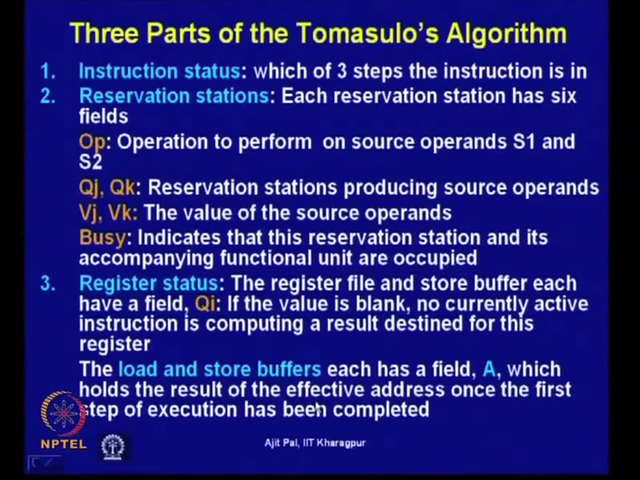 Three Parts of the Tomasulo's Algorithm
1. Instruction status: which of 3 steps the instruction is in
2. Reservation stations: Each reservation station has six
fields
Op: Operation to perform on source operands S1 and
S2
Qj, Qk: Reservation stations producing source operands
Vj, Vk: The value of the source operands
Busy: Indicates that this reservation station and its
accompanying functional unit are occupied
3. Register status: The register file and store buffer each
have a field, Qi: If the value is blank, no currently active
instruction is computing a result destined for this
register
The load and store buffers each has a field, A, which
holds the result of the effective address once the first
step of execution has been completed
NPTEL
Ajit Pal, IIT Kharagpur